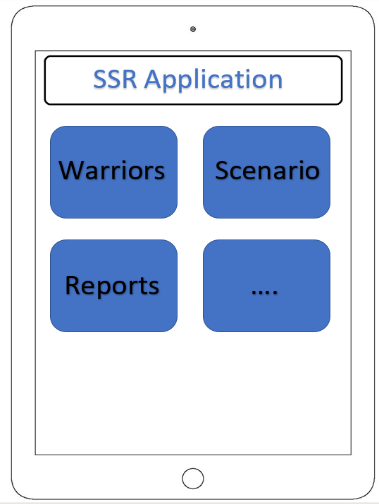 SSR Application
Warriors
Scenario
Reports
....